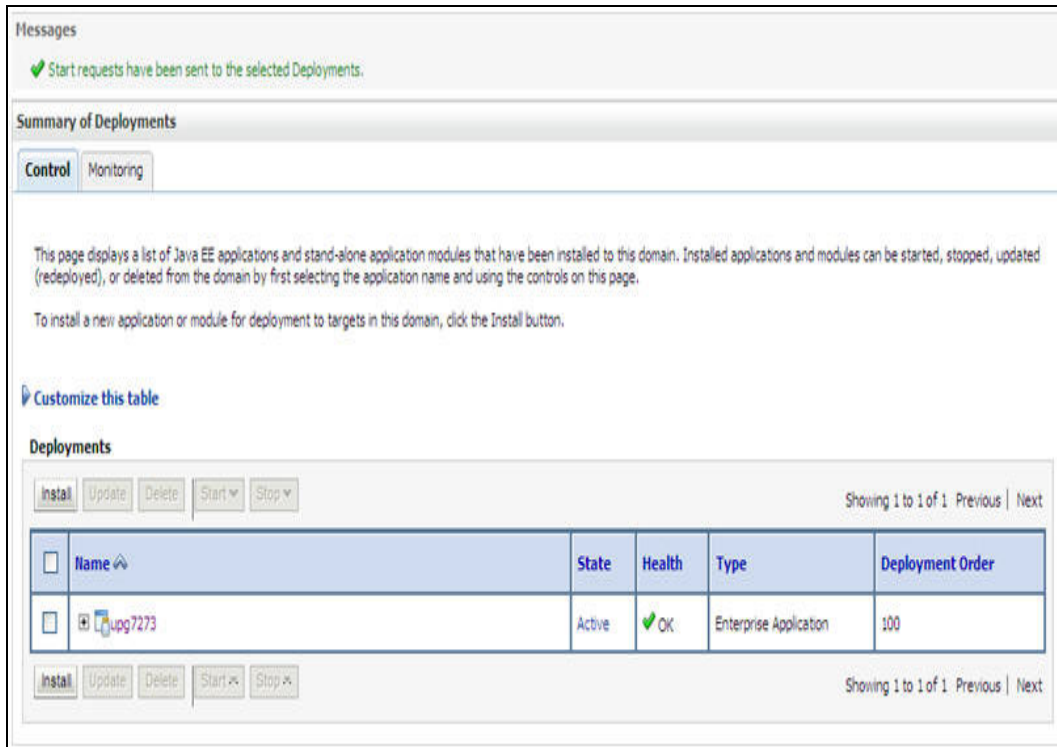 Messages
Start requests have been sent to the selected Deployments.
Summary of Deployments
Control Monitoring
This page displays a list of Java EE applications and stand-alone application modules that have been installed to this domain. Installed applications and modules can be started, stopped, updated
(redeployed), or deleted from the domain by first selecting the application name and using the controls on this page.
To install a new application or module for deployment to targets in this domain, click the Install button.
Customize this table
Deployments
Install Update Delete Start Stop Showing 1 to 1 of 1 Previous | Next
Name State Health Type Deployment Order
upg7273 Active OK Enterprise Application 100
Install Update Delete Start Stop Showing 1 to 1 of 1 Previous | Next